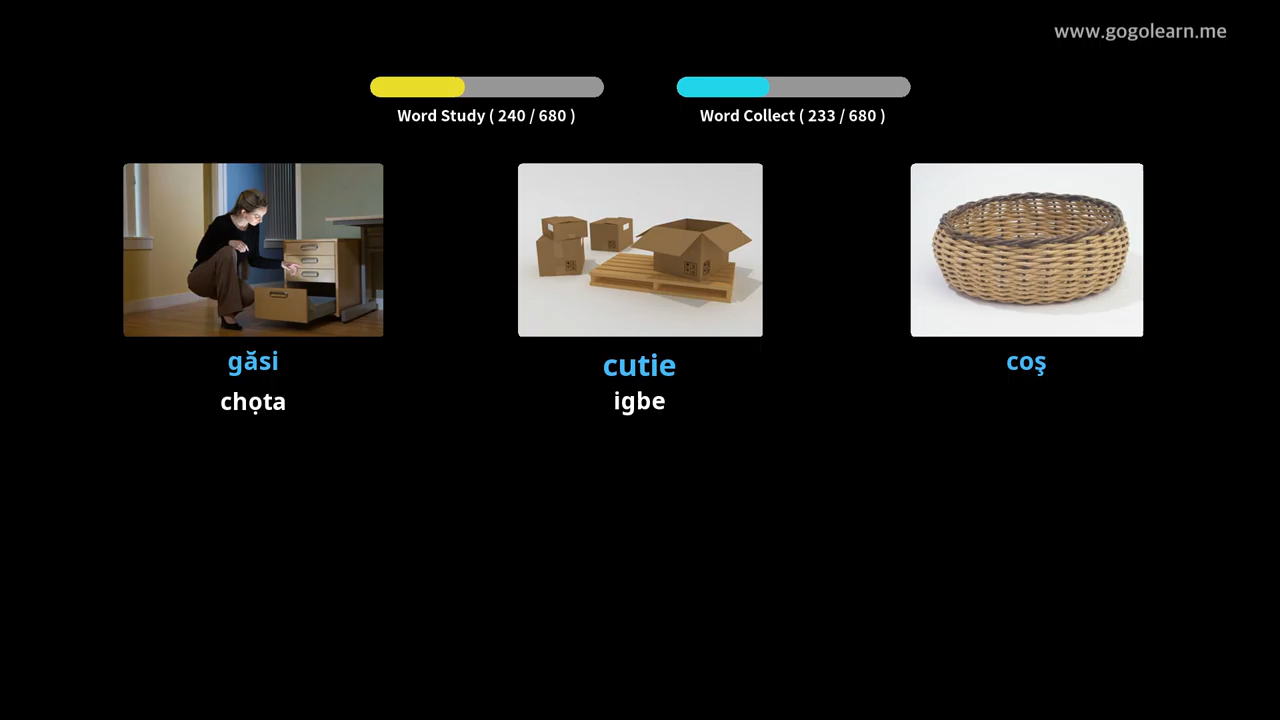 www.gogolearn.me
Word Study ( 240 / 680 )
Word Collect ( 233 / 680 )
găsi
cutie
coş
chọta
igbe